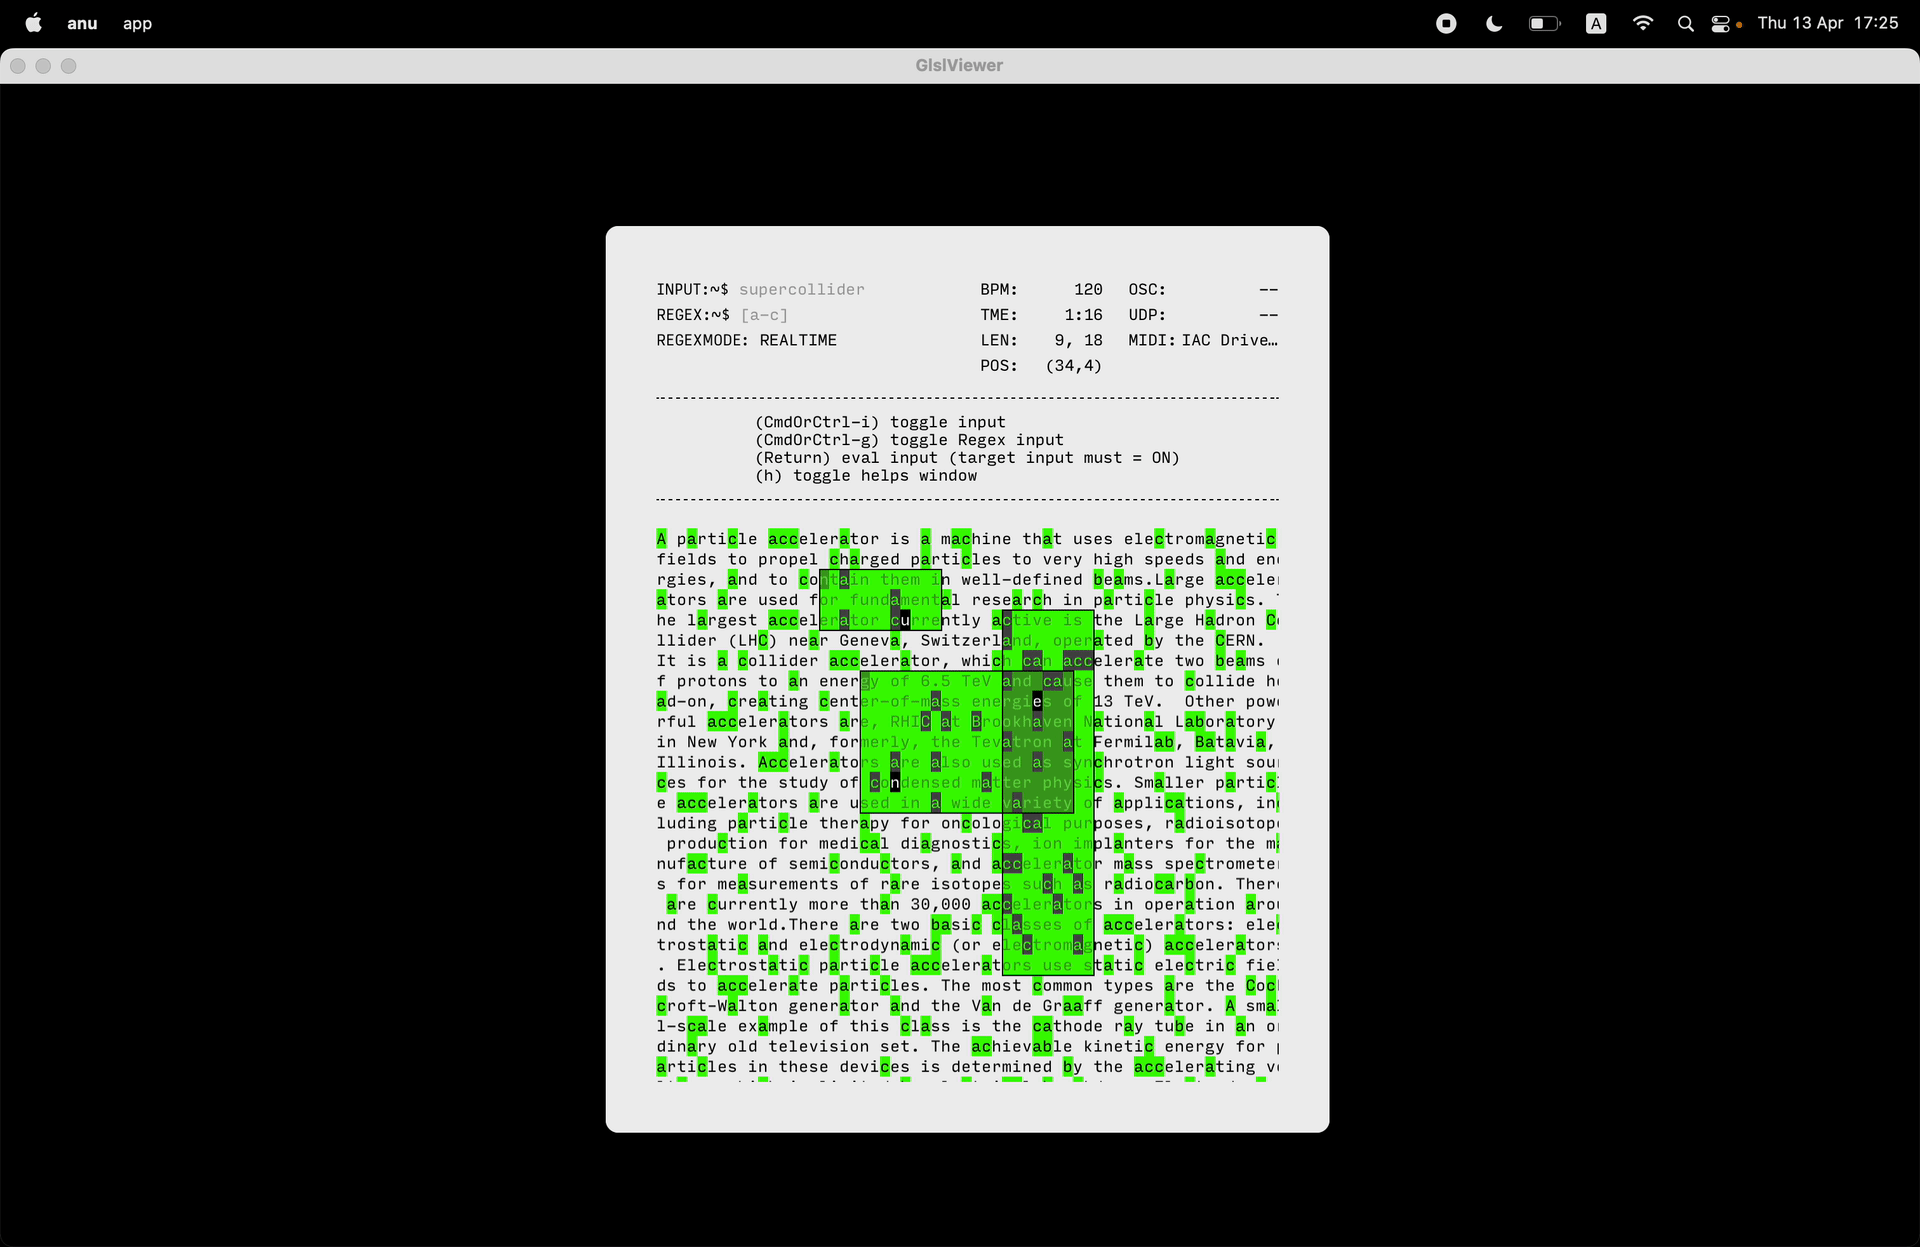 anu app
A Thu 13 Apr 17:25
GlslViewer
INPUT:~$ supercollider BPM: 120 OSC: --
REGEX:~$ [a-c] TME: 1:16 UDP: --
REGEXMODE: REALTIME LEN: 9, 18 MIDI: IAC Drive…
POS: (34,4)
(CmdOrCtrl-i) toggle input
(CmdOrCtrl-g) toggle Regex input
(Return) eval input (target input must = ON)
(h) toggle helps window
A particle accelerator is a machine that uses electromagnetic
fields to propel charged particles to very high speeds and en
rgies, and to contain them in well-defined beams.Large acceler
ators are used for fundamental research in particle physics.
he largest accelerator currently active is the Large Hadron Co
llider (LHC) near Geneva, Switzerland, operated by the CERN.
It is a collider accelerator, which can accelerate two beams
f protons to an energy of 6.5 TeV and cause them to collide he
ad-on, creating center-of-mass energies of 13 TeV.  Other powe
rful accelerators are, RHIC at Brookhaven National Laboratory
in New York and, formerly, the Tevatron at Fermilab, Batavia,
Illinois. Accelerators are also used as synchrotron light sour
ces for the study of condensed matter physics. Smaller particl
e accelerators are used in a wide variety of applications, inc
luding particle therapy for oncological purposes, radioisotope
production for medical diagnostics, ion implanters for the ma
nufacture of semiconductors, and accelerator mass spectrometer
s for measurements of rare isotopes such as radiocarbon. There
are currently more than 30,000 accelerators in operation arou
nd the world.There are two basic classes of accelerators: elec
trostatic and electrodynamic (or electromagnetic) accelerators
. Electrostatic particle accelerators use static electric fiel
ds to accelerate particles. The most common types are the Cock
croft-Walton generator and the Van de Graaff generator. A smal
l-scale example of this class is the cathode ray tube in an or
dinary old television set. The achievable kinetic energy for p
articles in these devices is determined by the accelerating vo